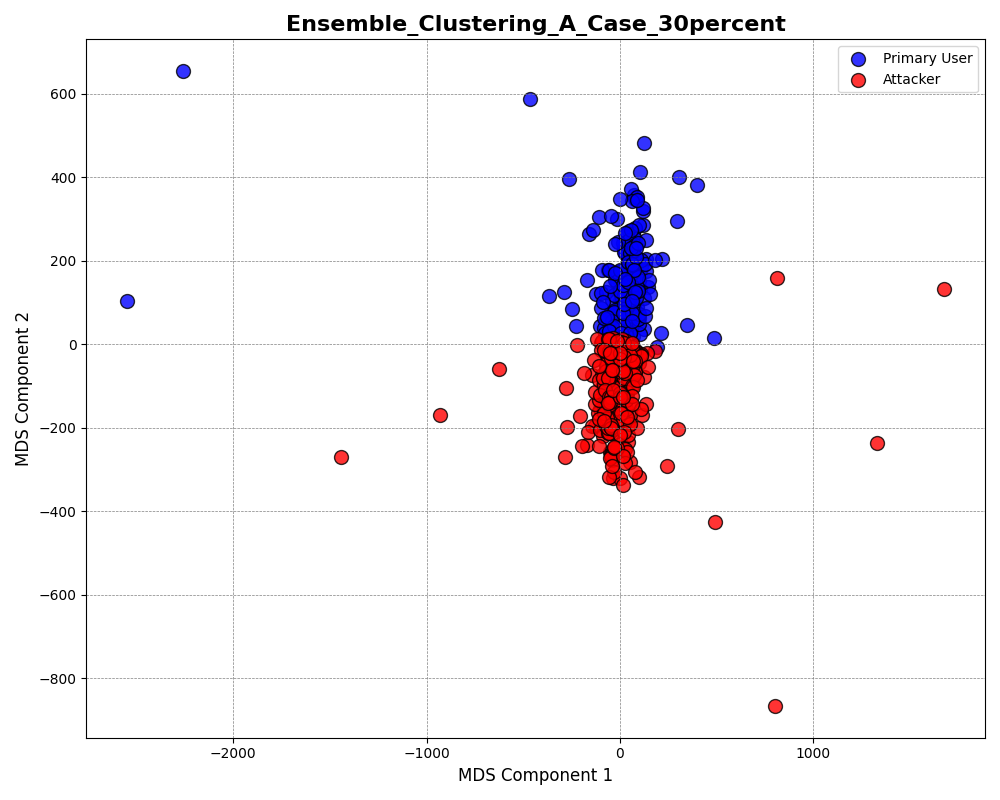 Ensemble_Clustering_A_Case_30percent
Primary User
Attacker
MDS Component 2
600
400
200
0
−200
−400
−600
−800
−2000
−1000
0
1000
MDS Component 1